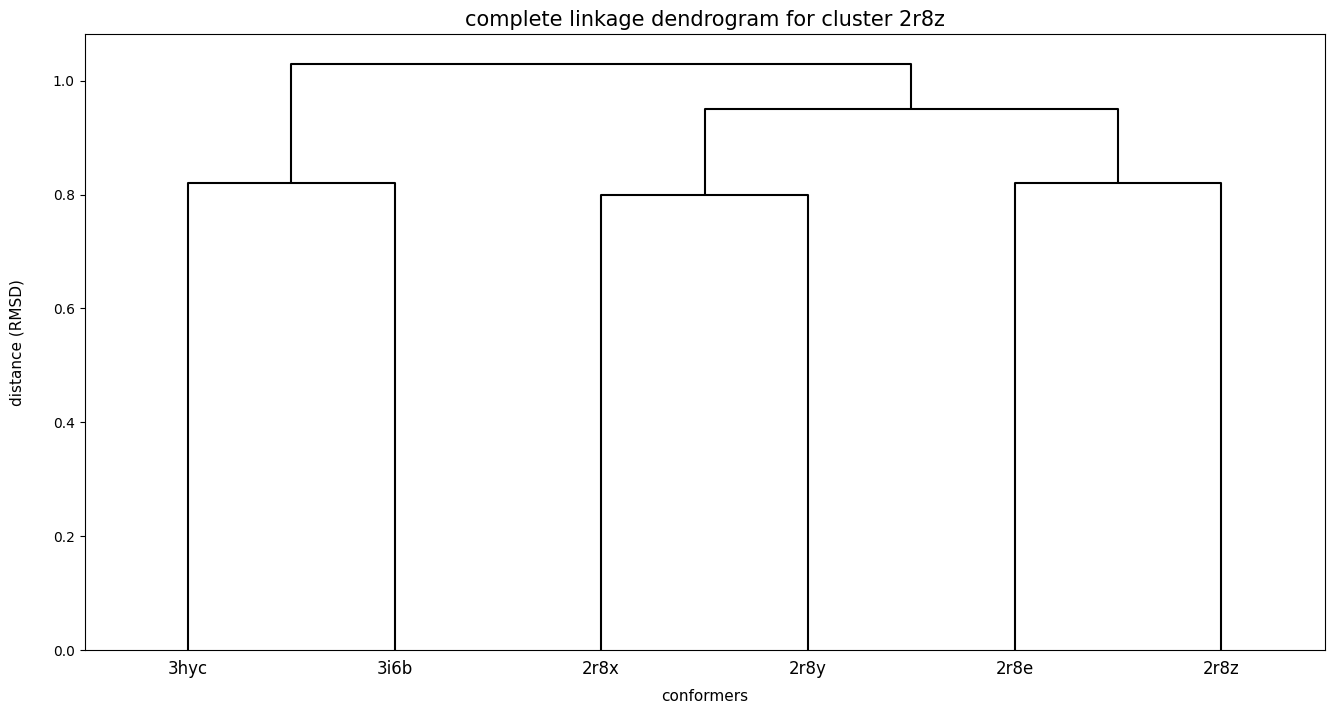 complete linkage dendrogram for cluster 2r8z
1.0
0.8
0.6
0.4
0.2
0.0
distance (RMSD)
3hyc 3i6b 2r8x 2r8y 2r8e 2r8z
conformers